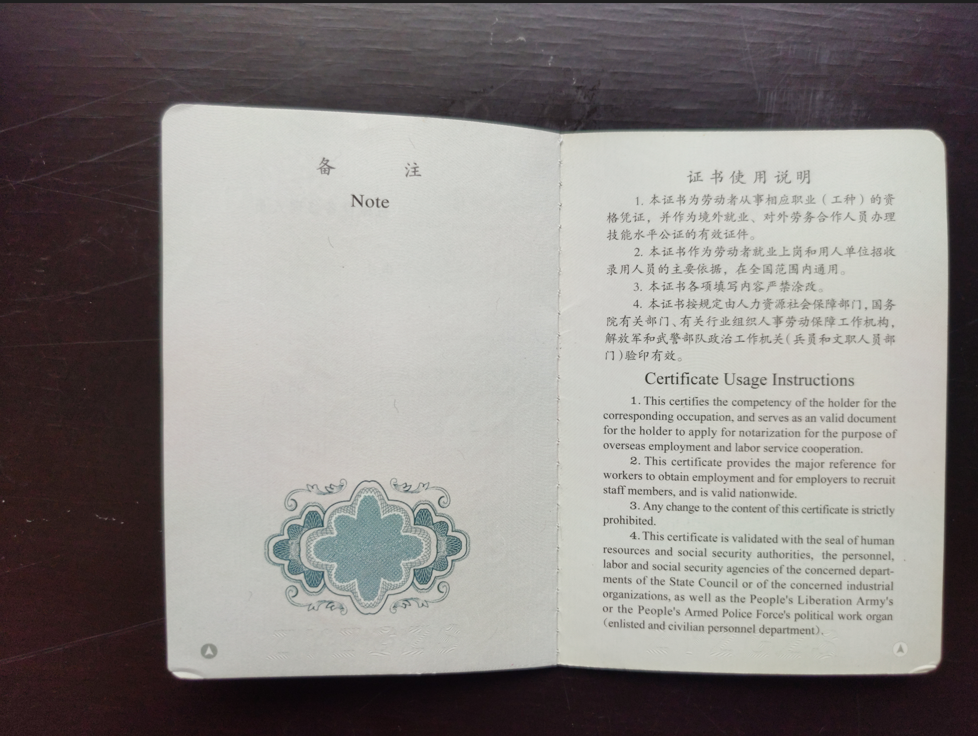 备 注
Note
证书使用说明
1. 本证书为劳动者从事相应职业（工种）的资
格凭证，并作为境外就业、对外劳务合作人员办理
技能水平公证的有效证件。
2. 本证书作为劳动者就业上岗和用人单位招收
录用人员的主要依据，在全国范围内通用。
3. 本证书各项填写内容严禁涂改。
4. 本证书按规定由人力资源社会保障部门，国务
院有关部门、有关行业组织人事劳动保障工作机构，
解放军和武警部队政治工作机关（兵员和文职人员部
门）验印有效。
Certificate Usage Instructions
1. This certifies the competency of the holder for the
corresponding occupation, and serves as an valid document
for the holder to apply for notarization for the purpose of
overseas employment and labor service cooperation.
2. This certificate provides the major reference for
workers to obtain employment and for employers to recruit
staff members, and is valid nationwide.
3. Any change to the content of this certificate is strictly
prohibited.
4. This certificate is validated with the seal of human
resources and social security authorities, the personnel,
labor and social security agencies of the concerned depart-
ments of the State Council or of the concerned industrial
organizations, as well as the People's Liberation Army's
or the People's Armed Police Force's political work organ
(enlisted and civilian personnel department).